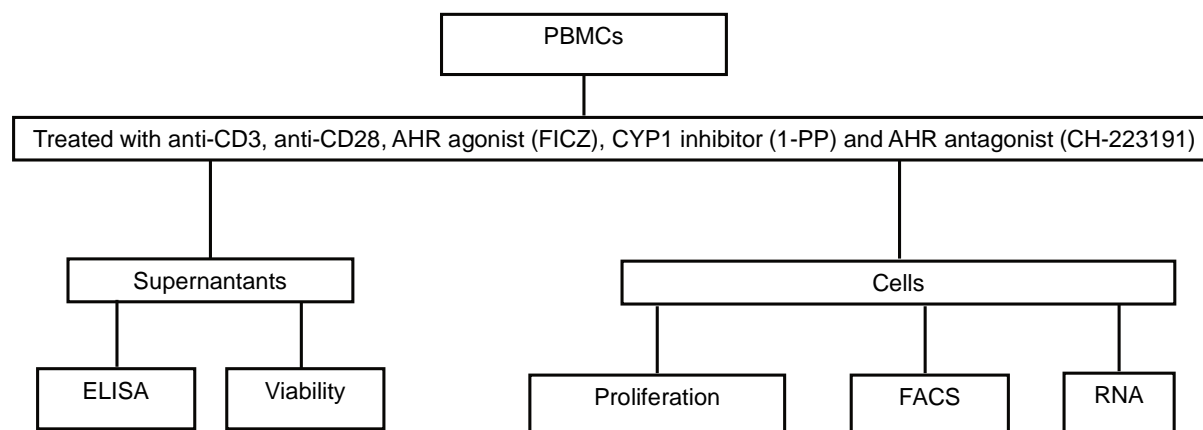 PBMCs
Treated with anti-CD3, anti-CD28, AHR agonist (FICZ), CYP1 inhibitor (1-PP) and AHR antagonist (CH-223191)
Supernantants
Cells
ELISA
Viability
Proliferation
FACS
RNA